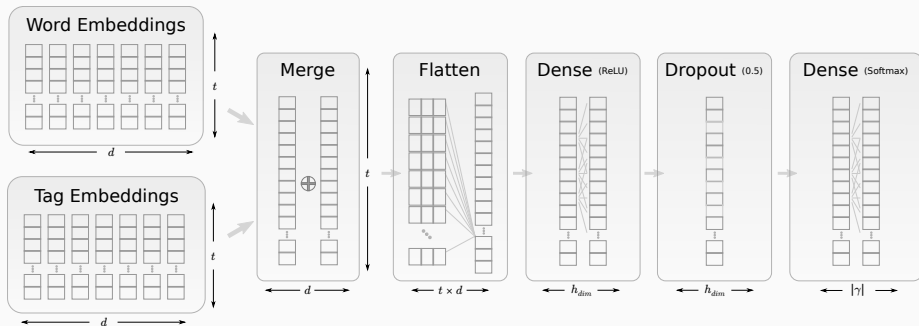 Word Embeddings
t
d
Tag Embeddings
t
d
Merge
t
d
Flatten
t × d
Dense (ReLU)
h_dim
Dropout (0.5)
h_dim
Dense (Softmax)
|γ|